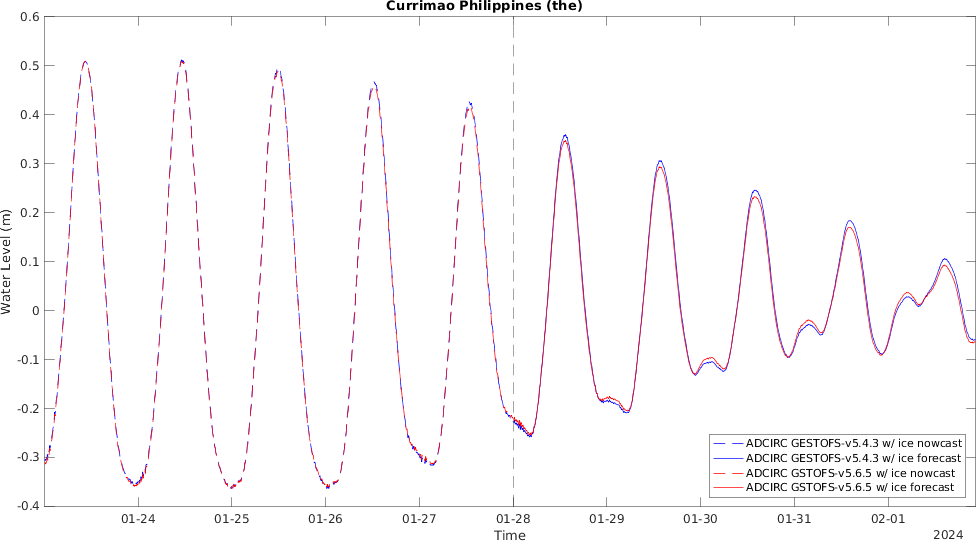 Currimao Philippines (the)
0.6
0.5
0.4
0.3
0.2
0.1
0
-0.1
-0.2
-0.3
-0.4
Water Level (m)
ADCIRC GESTOFS-v5.4.3 w/ ice nowcast
ADCIRC GESTOFS-v5.4.3 w/ ice forecast
ADCIRC GSTOFS-v5.6.5 w/ ice nowcast
ADCIRC GSTOFS-v5.6.5 w/ ice forecast
01-24 01-25 01-26 01-27 01-28 01-29 01-30 01-31 02-01
Time
2024